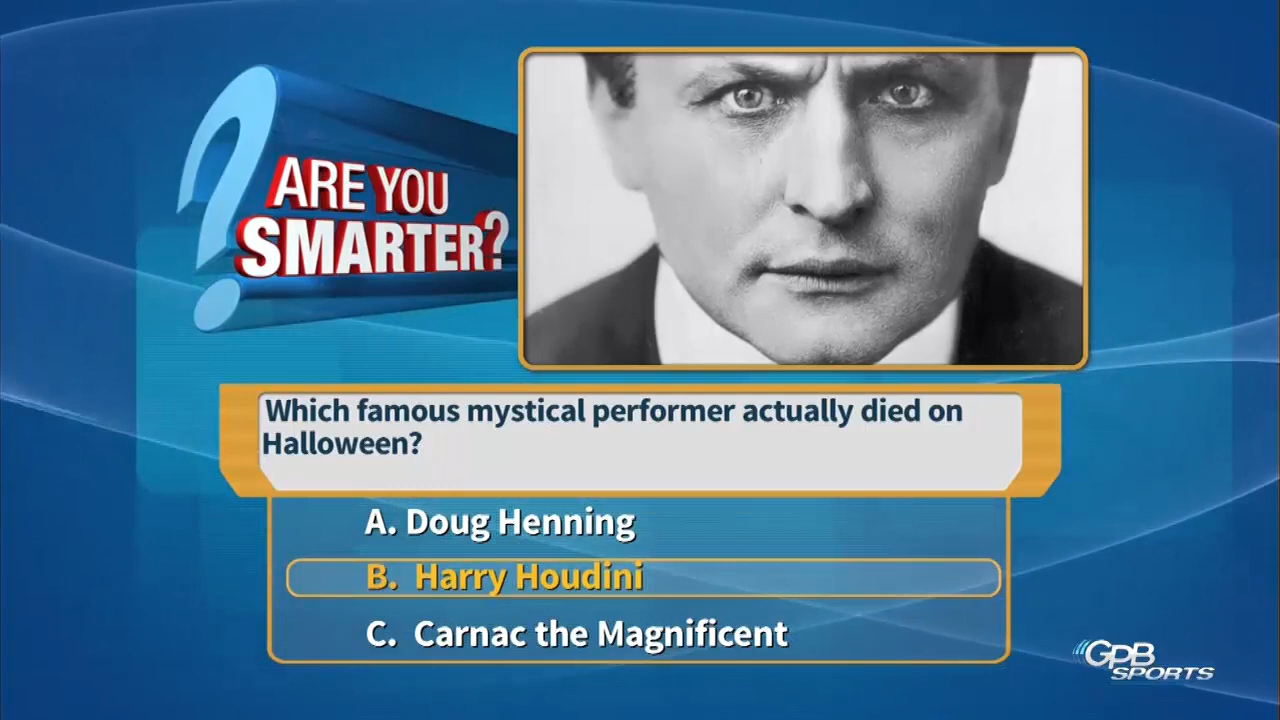 ?
ARE YOU
SMARTER?
Which famous mystical performer actually died on
Halloween?
A. Doug Henning
B. Harry Houdini
C. Carnac the Magnificent
GPB
SPORTS